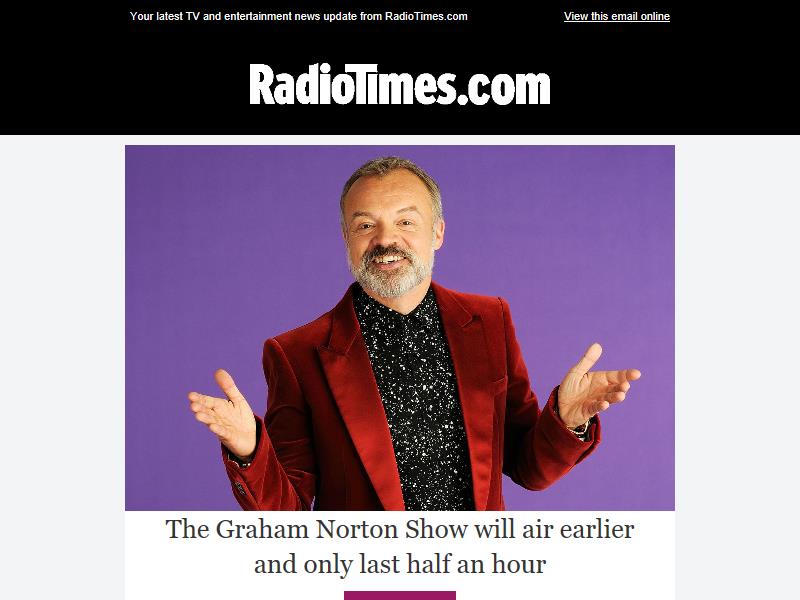 Your latest TV and entertainment news update from RadioTimes.com
View this email online
RadioTimes.com
The Graham Norton Show will air earlier
and only last half an hour